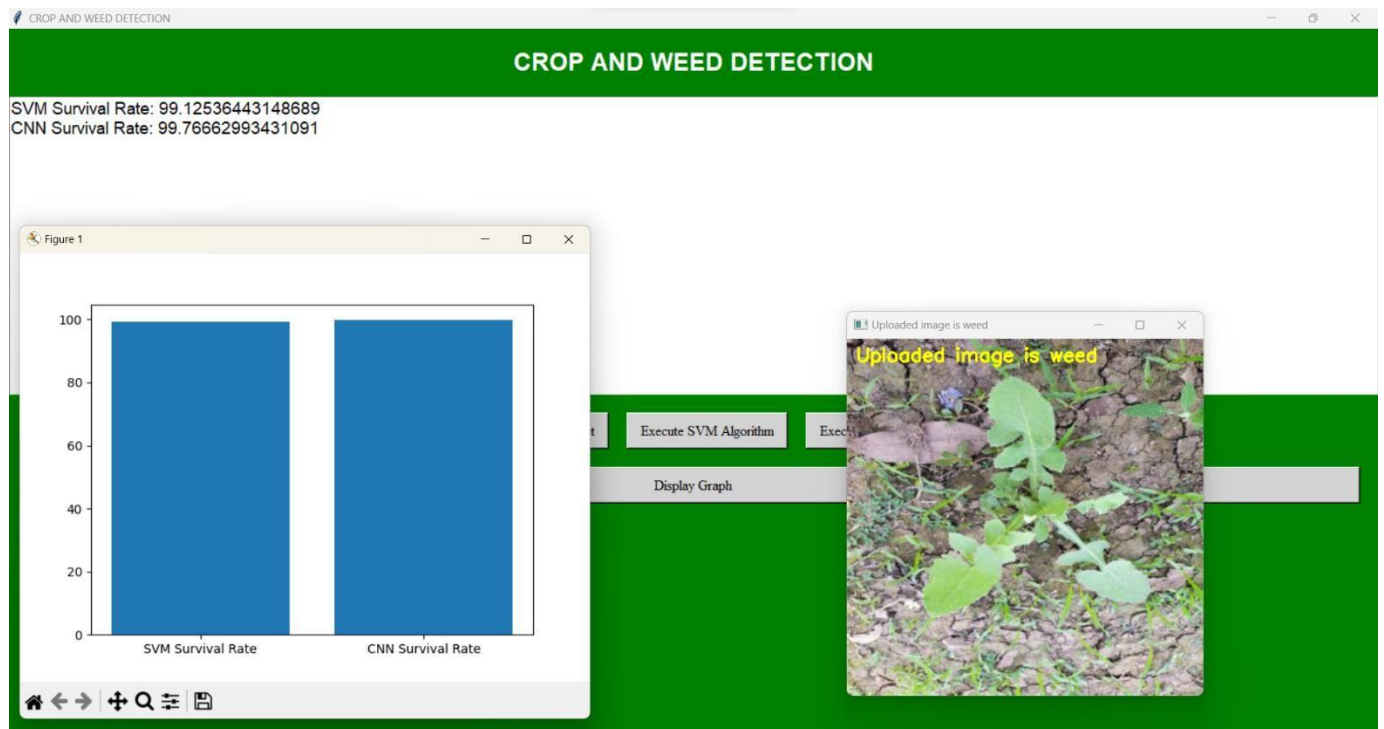 CROP AND WEED DETECTION
CROP AND WEED DETECTION
SVM Survival Rate: 99.12536443148689
CNN Survival Rate: 99.76662993431091
Figure 1
100
80
60
40
20
0
SVM Survival Rate
CNN Survival Rate
Uploaded image is weed
Uploaded image is weed
Execute SVM Algorithm
Display Graph